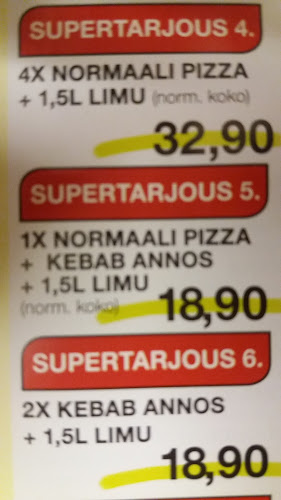 SUPERTARJOUS 4.
4X NORMAALI PIZZA
+ 1,5L LIMU (norm. koko)
32,90
SUPERTARJOUS 5.
1X NORMAALI PIZZA
+ KEBAB ANNOS
+ 1,5L LIMU
(norm. koko) 18,90
SUPERTARJOUS 6.
2X KEBAB ANNOS
+ 1,5L LIMU
18,90